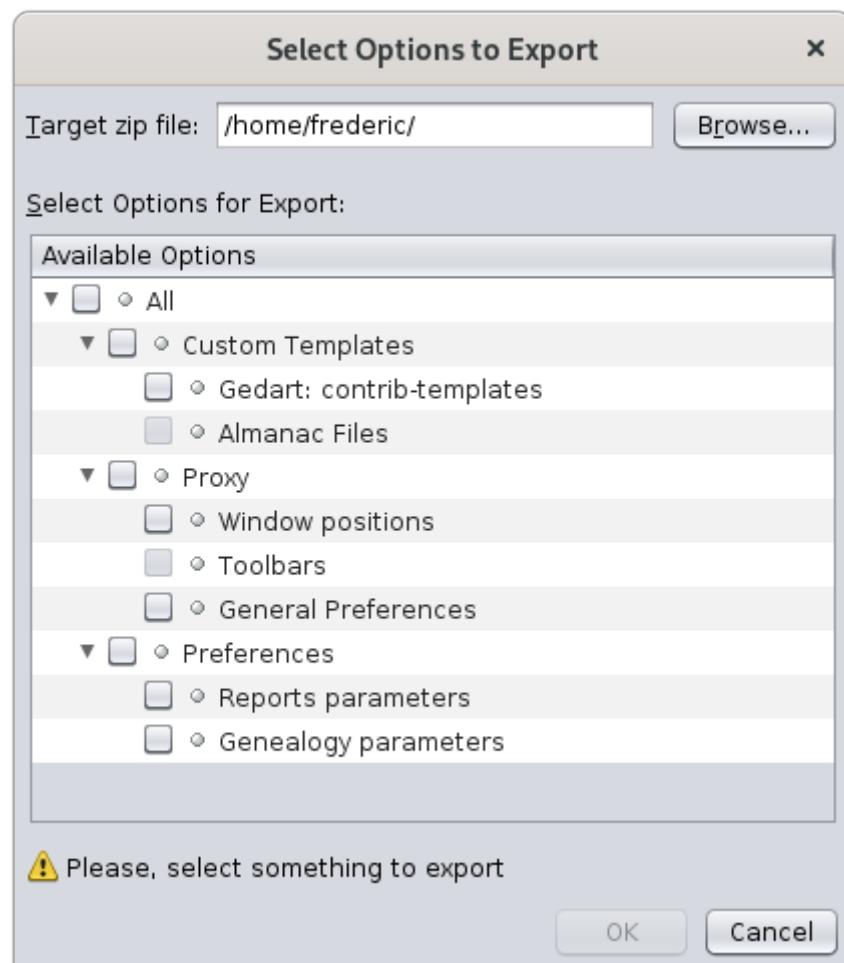 Select Options to Export
Target zip file: /home/frederic/ Browse...
Select Options for Export:
Available Options
All
Custom Templates
Gedart: contrib-templates
Almanac Files
Proxy
Window positions
Toolbars
General Preferences
Preferences
Reports parameters
Genealogy parameters
Please, select something to export
OK Cancel